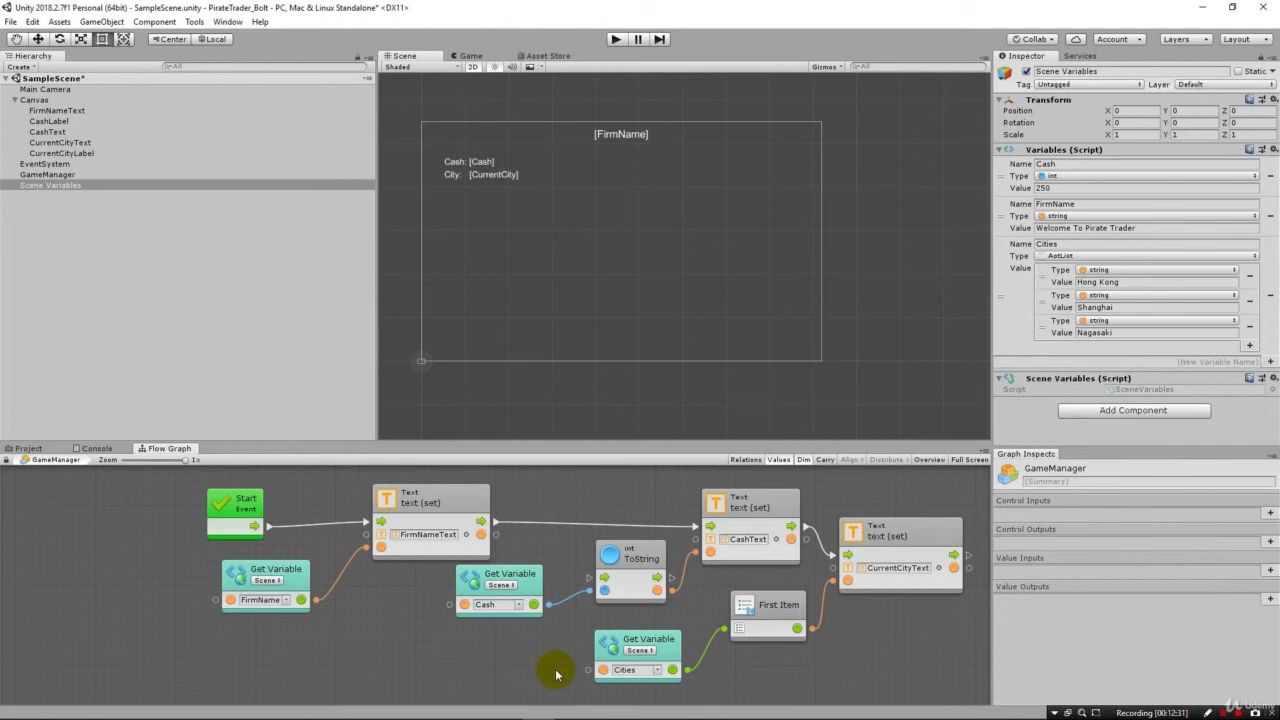 Unity 2018.2.7f1 Personal (64bit) - SampleScene.unity - PirateTrader_Bolt - PC, Mac & Linux Standalone* <DX11>
File Edit Assets GameObject Component Tools Window Help
Center Local Collab Account Layers Layout
Hierarchy Scene Game Asset Store Inspector Services
Create All Shaded 2D Gizmos All
Scene Variables Static
Tag Untagged Layer Default
SampleScene*
Main Camera
Canvas
FirmNameText
CashLabel
CashText
CurrentCityText
CurrentCityLabel
EventSystem
GameManager
Scene Variables
[FirmName]
Cash: [Cash]
City: [CurrentCity]
Transform
Position X 0 Y 0 Z 0
Rotation X 0 Y 0 Z 0
Scale X 1 Y 1 Z 1
Variables (Script)
Name Cash
Type int
Value 250
Name FirmName
Type string
Value Welcome To Pirate Trader
Name Cities
Type AotList
Value Type string
Value Hong Kong
Type string
Value Shanghai
Type string
Value Nagasaki
(New Variable Name)
Scene Variables (Script)
Script SceneVariables
Add Component
Project Console Flow Graph
GameManager Zoom 1x Relations Values Dim Carry Align Distribute Overview Full Screen
Start
Event
Text
text (set)
FirmNameText
Get Variable
Scene
FirmName
Get Variable
Scene
Cash
int
ToString
Text
text (set)
CashText
Get Variable
Scene
Cities
First Item
Text
text (set)
CurrentCityText
Graph Inspectc
GameManager
(Summary)
Control Inputs
Control Outputs
Value Inputs
Value Outputs
Udemy
Recording [00:12:31]